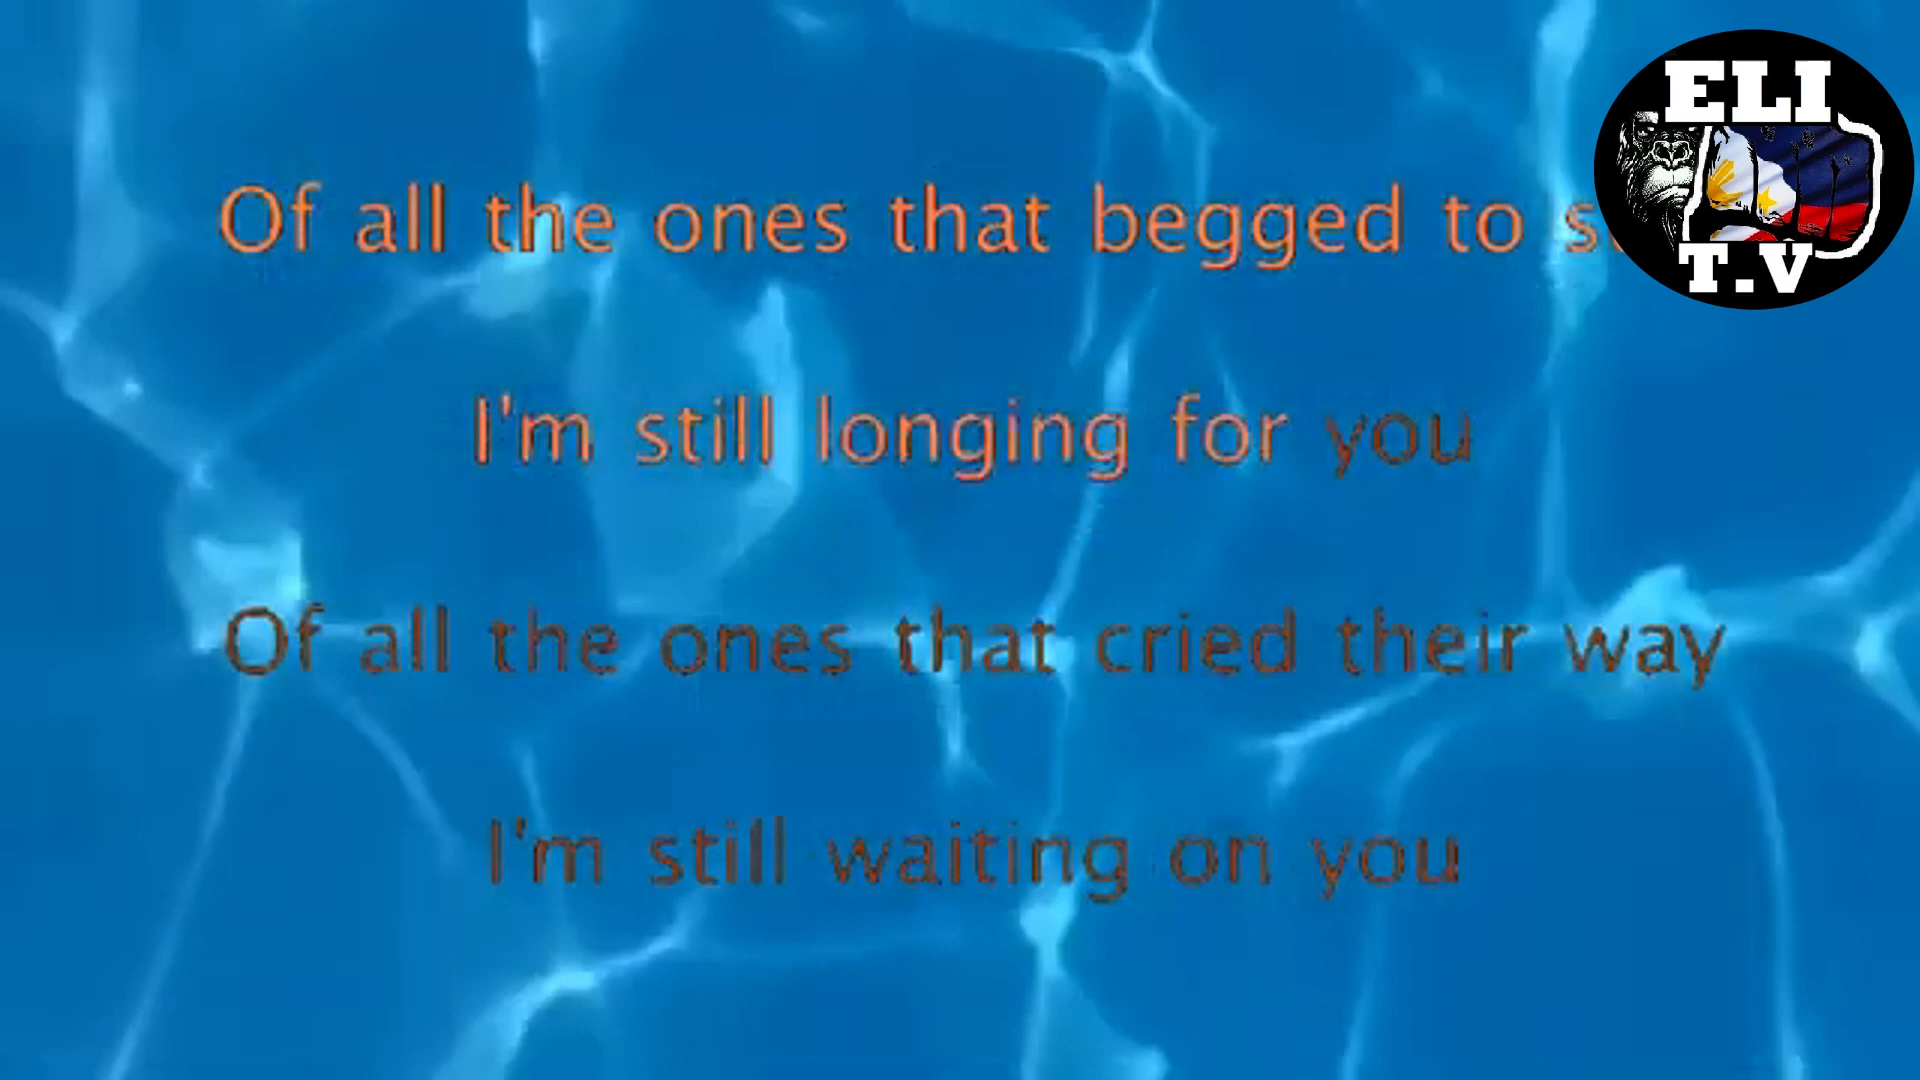 Of all the ones that begged to
I'm still longing for you
Of all the ones that cried their way
I'm still waiting on you
ELI
T.V